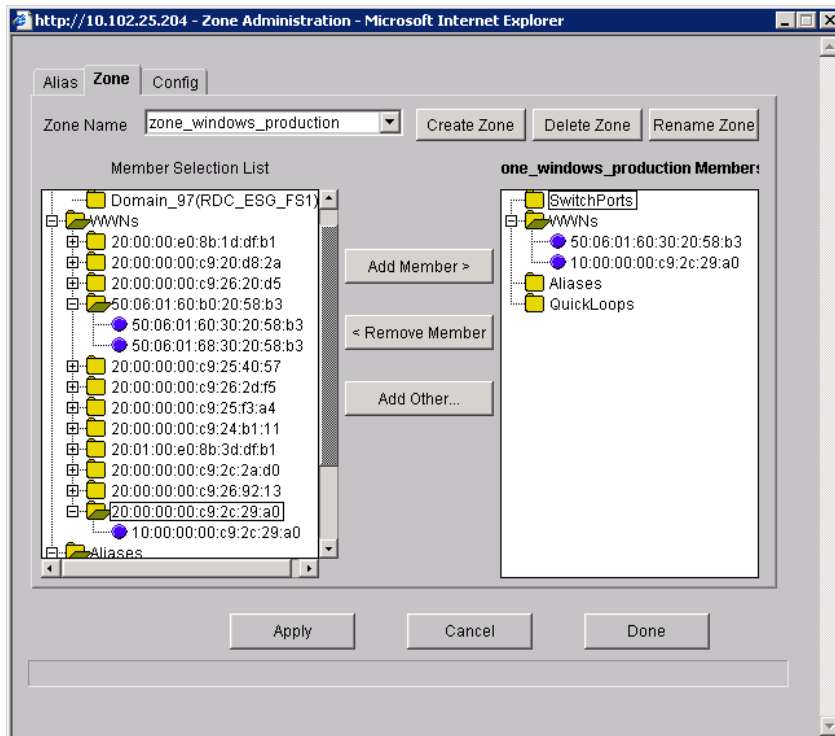 http://10.102.25.204 - Zone Administration - Microsoft Internet Explorer
Alias Zone Config
Zone Name zone_windows_production Create Zone Delete Zone Rename Zone
Member Selection List
one_windows_production Members
Domain_97(RDC_ESG_FS1)
WWNs
20:00:00:e0:8b:1d:df:b1
20:00:00:00:c9:20:d8:2a
20:00:00:00:c9:26:20:d5
50:06:01:60:b0:20:58:b3
50:06:01:60:30:20:58:b3
50:06:01:68:30:20:58:b3
20:00:00:00:c9:25:40:57
20:00:00:00:c9:26:2d:f5
20:00:00:00:c9:25:f3:a4
20:00:00:00:c9:24:b1:11
20:01:00:e0:8b:3d:df:b1
20:00:00:00:c9:2c:2a:d0
20:00:00:00:c9:26:92:13
20:00:00:00:c9:2c:29:a0
10:00:00:00:c9:2c:29:a0
Aliases
Add Member >
< Remove Member
Add Other...
SwitchPorts
WWNs
50:06:01:60:30:20:58:b3
10:00:00:00:c9:2c:29:a0
Aliases
QuickLoops
Apply Cancel Done